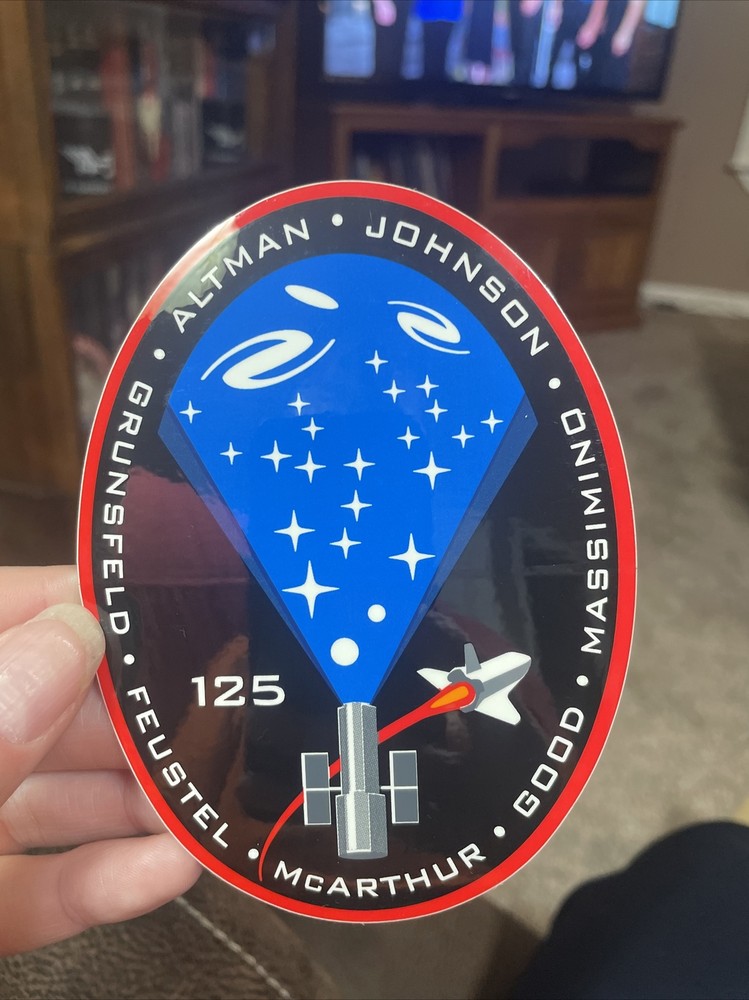 ALTMAN • JOHNSON • MASSIMINO • GOOD • McARTHUR • FEUSTEL • GRUNSFELD •
125